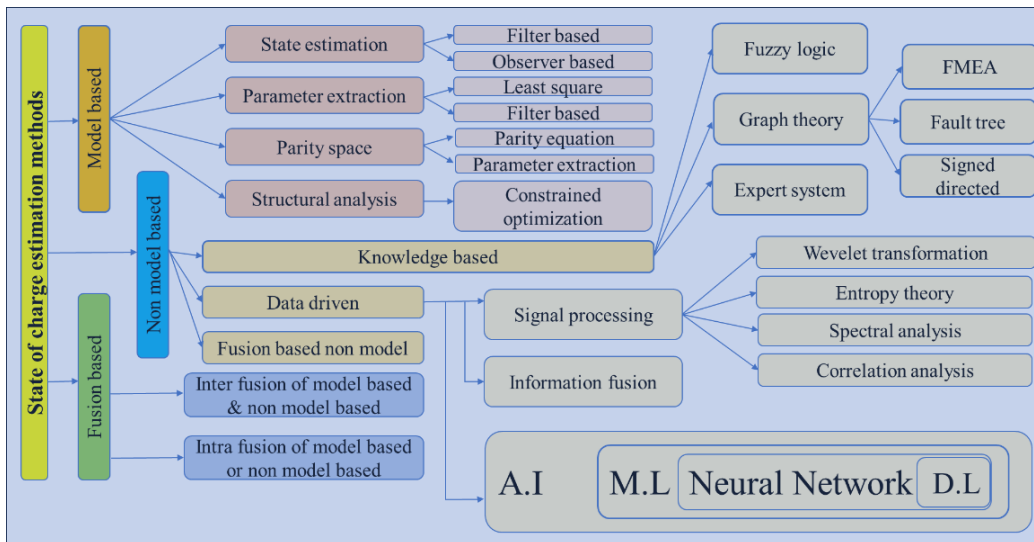 State of charge estimation methods
Model based
State estimation
Filter based
Observer based
Parameter extraction
Least square
Filter based
Parity space
Parity equation
Parameter extraction
Structural analysis
Constrained
optimization
Non model based
Knowledge based
Fuzzy logic
Graph theory
FMEA
Fault tree
Signed
directed
Expert system
Data driven
Signal processing
Wevelet transformation
Entropy theory
Spectral analysis
Correlation analysis
Information fusion
A.I
M.L
Neural Network
D.L
Fusion based non model
Fusion based
Inter fusion of model based
& non model based
Intra fusion of model based
or non model based